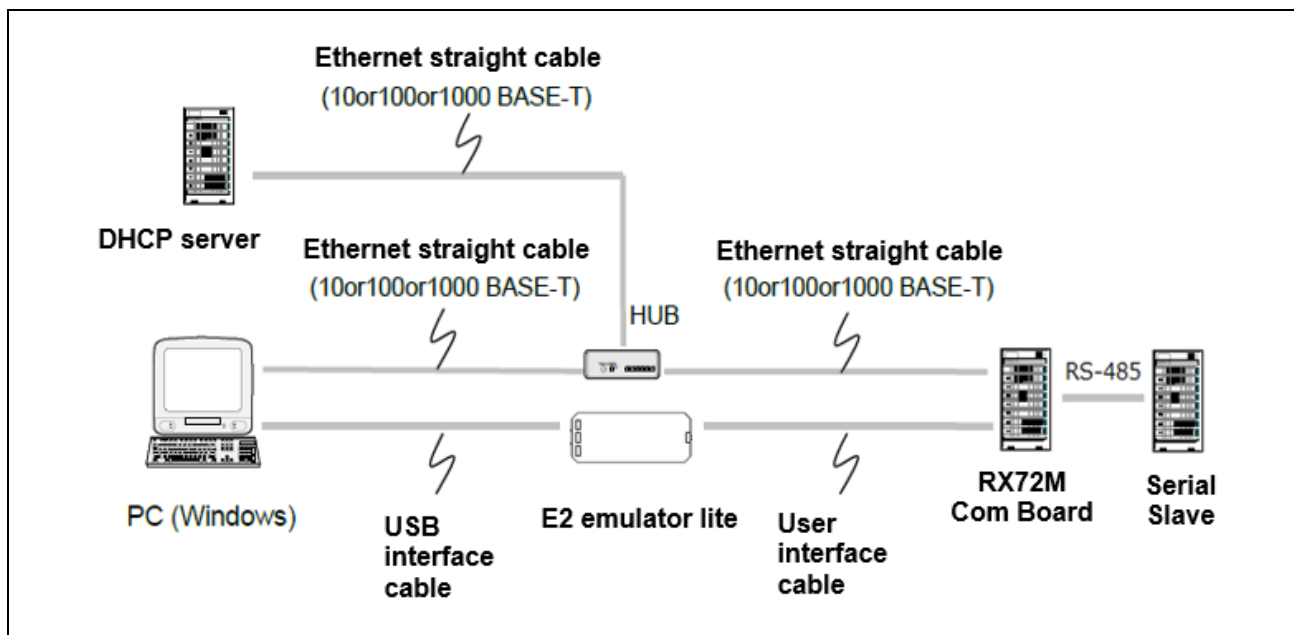 Ethernet straight cable
(10or100or1000 BASE-T)
DHCP server
Ethernet straight cable
(10or100or1000 BASE-T)
Ethernet straight cable
(10or100or1000 BASE-T)
HUB
RS-485
PC (Windows)
USB
interface
cable
E2 emulator lite
User
interface
cable
RX72M
Com Board
Serial
Slave